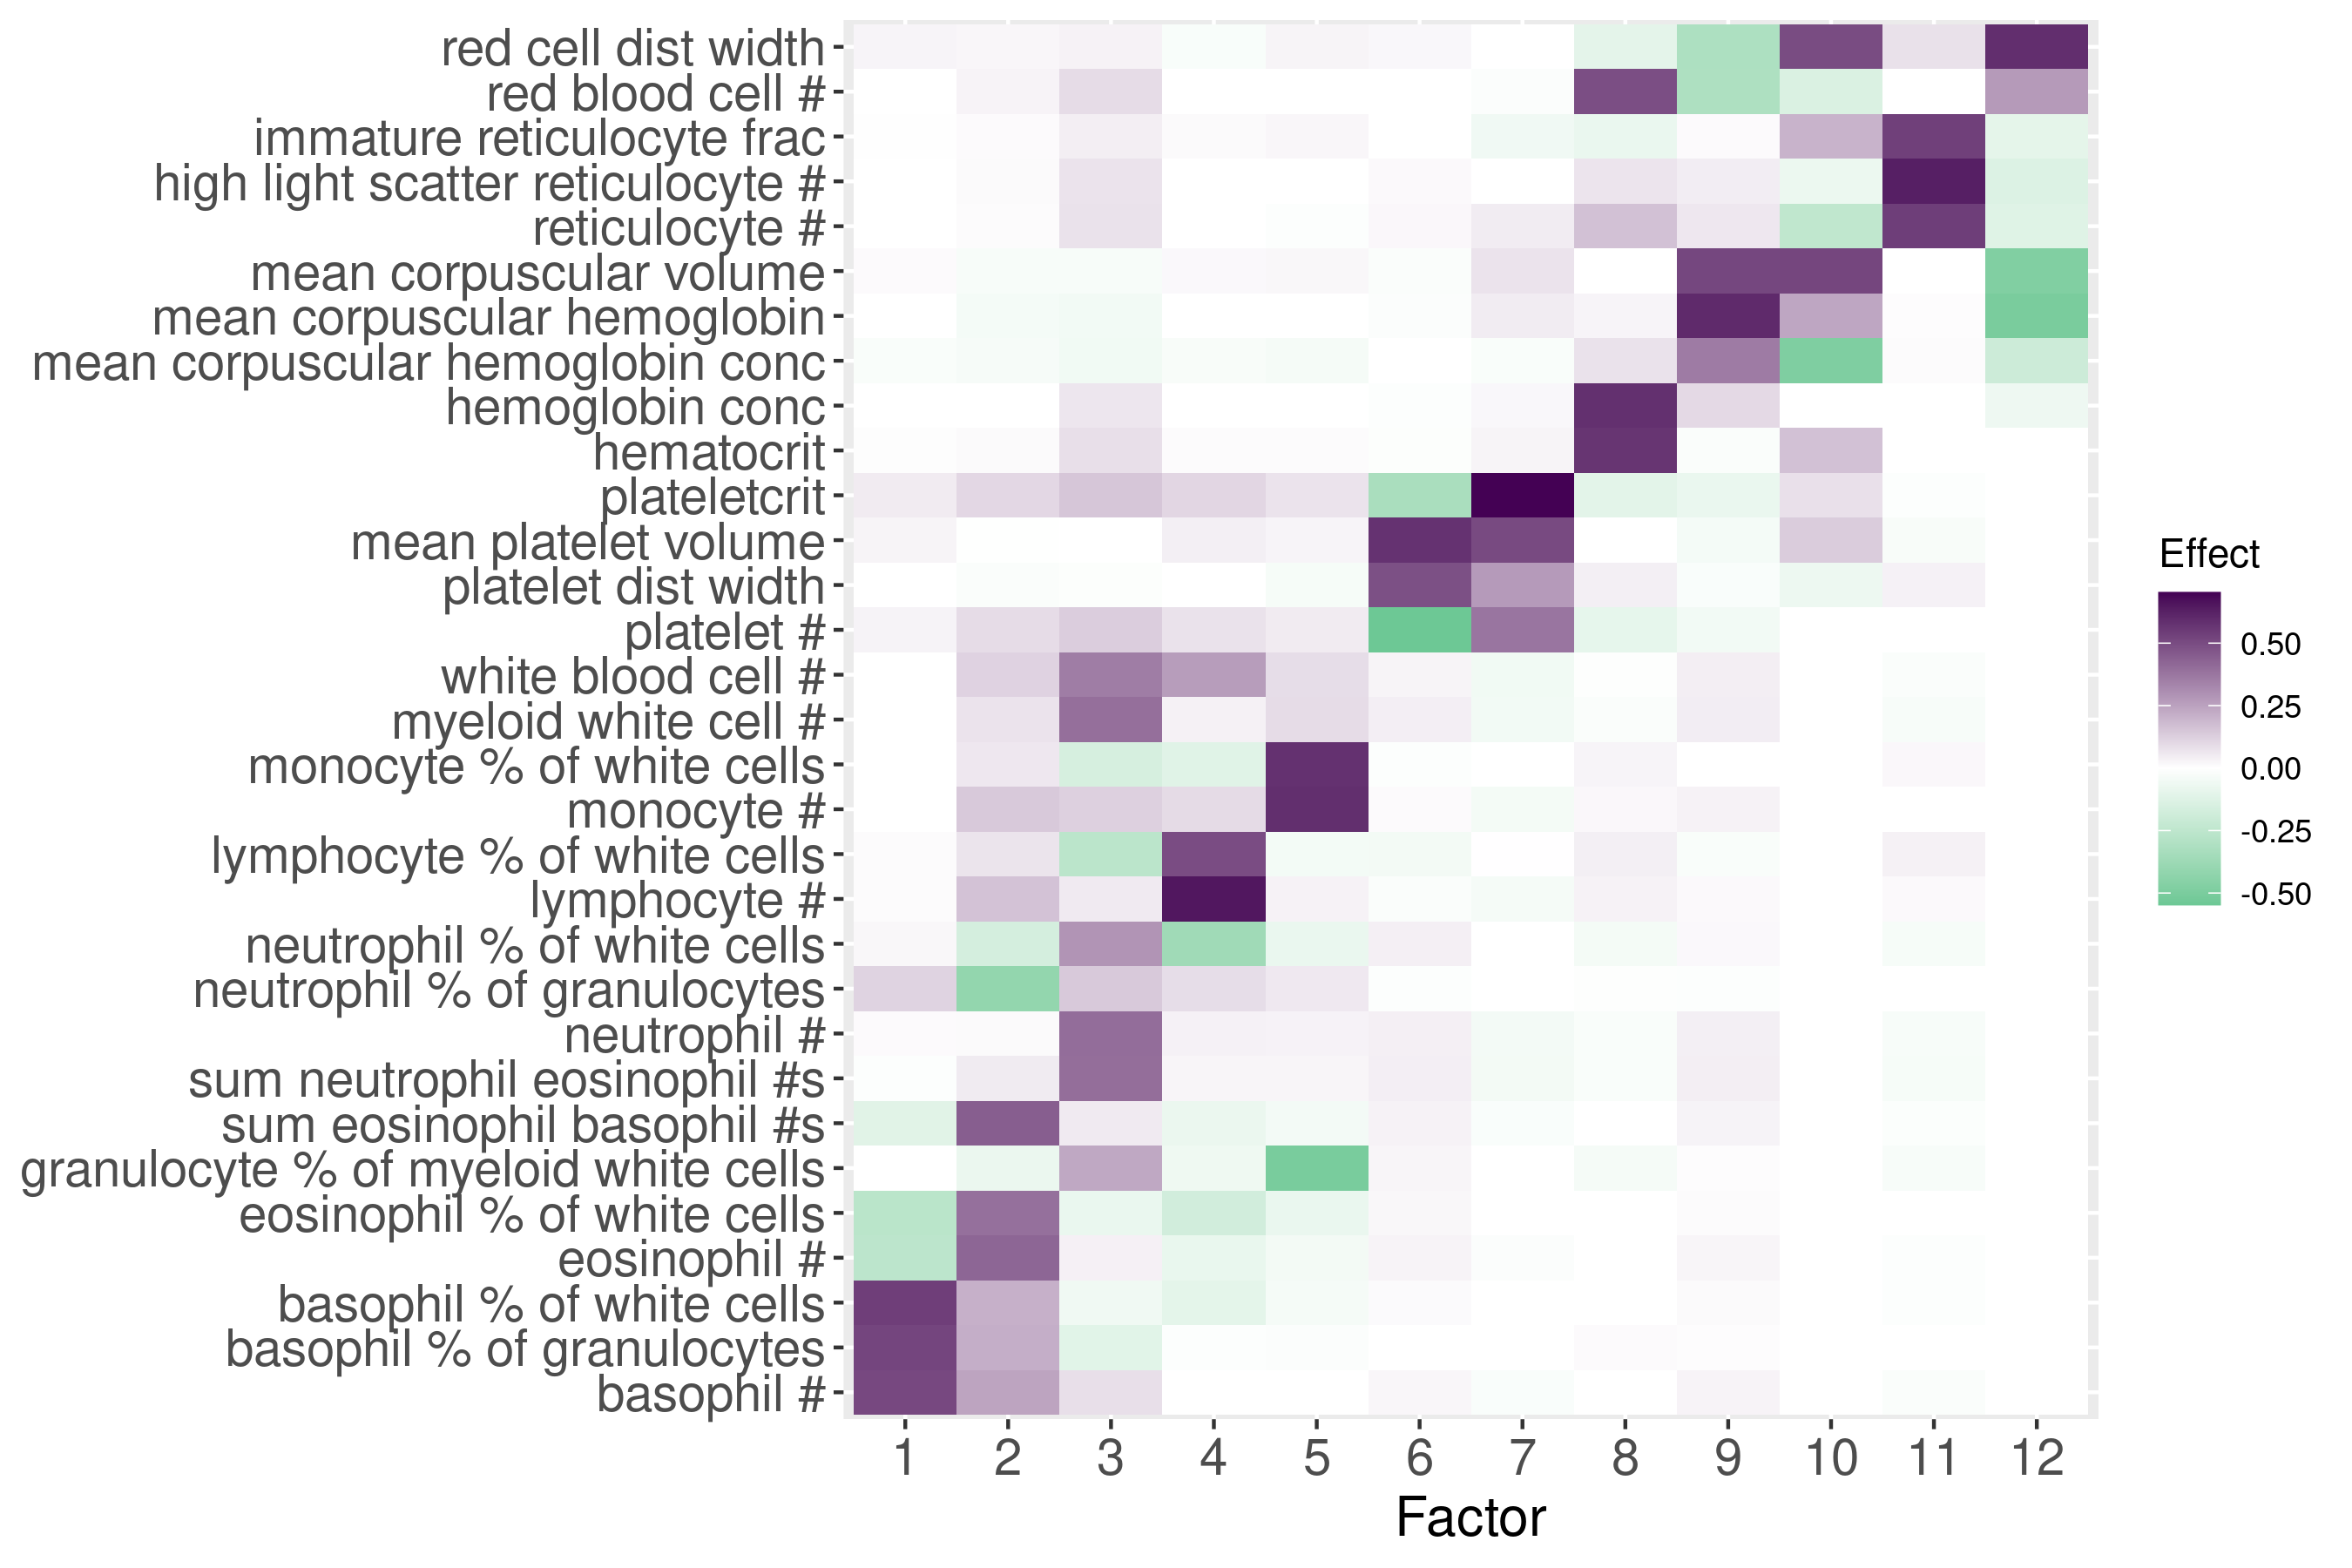 red cell dist width
red blood cell #
immature reticulocyte frac
high light scatter reticulocyte #
reticulocyte #
mean corpuscular volume
mean corpuscular hemoglobin
mean corpuscular hemoglobin conc
hemoglobin conc
hematocrit
plateletcrit
mean platelet volume
platelet dist width
platelet #
white blood cell #
myeloid white cell #
monocyte % of white cells
monocyte #
lymphocyte % of white cells
lymphocyte #
neutrophil % of white cells
neutrophil % of granulocytes
neutrophil #
sum neutrophil eosinophil #s
sum eosinophil basophil #s
granulocyte % of myeloid white cells
eosinophil % of white cells
eosinophil #
basophil % of white cells
basophil % of granulocytes
basophil #
1 2 3 4 5 6 7 8 9 10 11 12
Factor
Effect
0.50
0.25
0.00
-0.25
-0.50